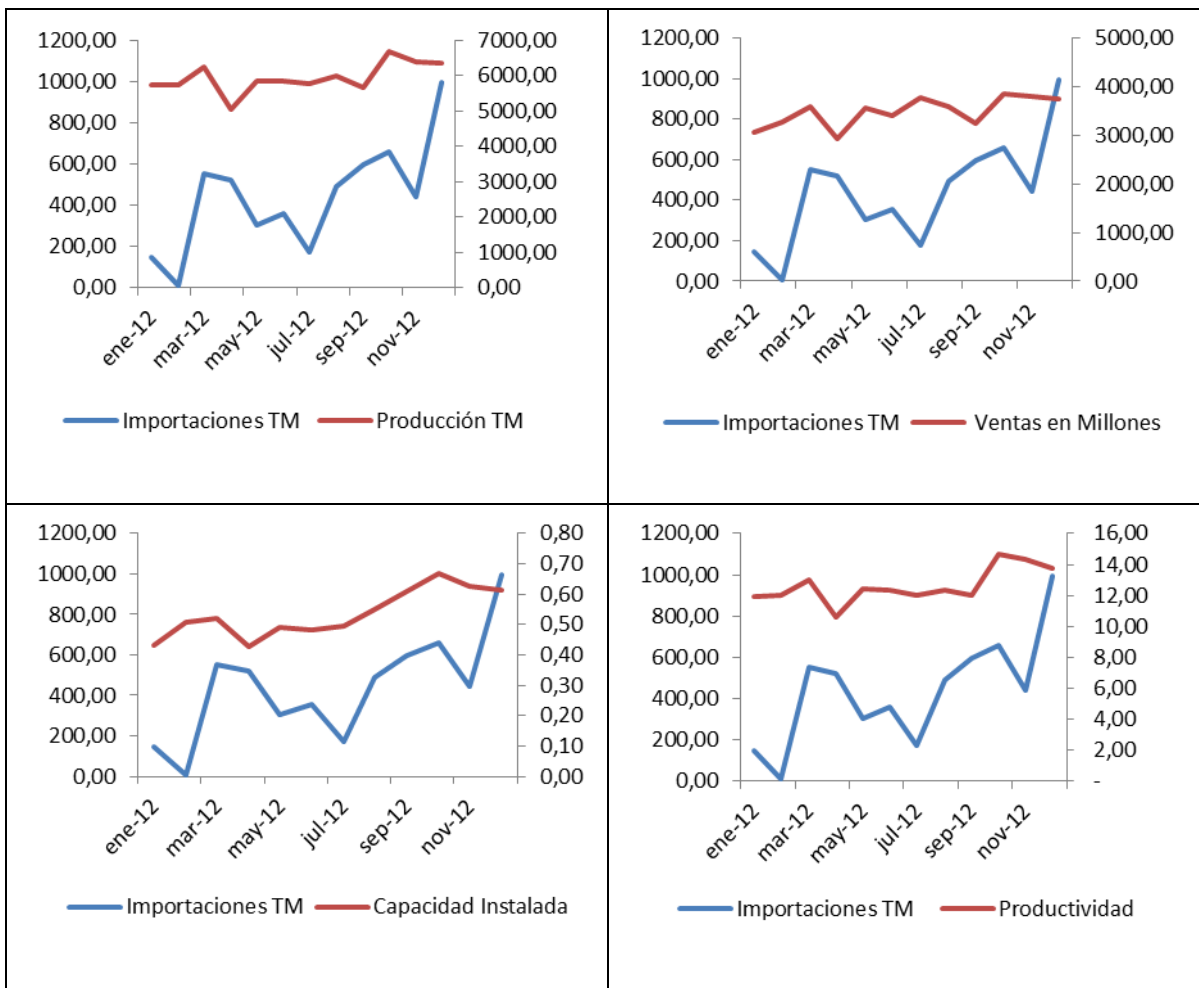 1200,00
1000,00
800,00
600,00
400,00
200,00
0,00
7000,00
6000,00
5000,00
4000,00
3000,00
2000,00
1000,00
0,00
ene-12
mar-12
may-12
jul-12
sep-12
nov-12
Importaciones TM Producción TM
1200,00
1000,00
800,00
600,00
400,00
200,00
0,00
5000,00
4000,00
3000,00
2000,00
1000,00
0,00
ene-12
mar-12
may-12
jul-12
sep-12
nov-12
Importaciones TM Ventas en Millones
1200,00
1000,00
800,00
600,00
400,00
200,00
0,00
0,80
0,70
0,60
0,50
0,40
0,30
0,20
0,10
0,00
ene-12
mar-12
may-12
jul-12
sep-12
nov-12
Importaciones TM Capacidad Instalada
1200,00
1000,00
800,00
600,00
400,00
200,00
0,00
16,00
14,00
12,00
10,00
8,00
6,00
4,00
2,00
-
ene-12
mar-12
may-12
jul-12
sep-12
nov-12
Importaciones TM Productividad